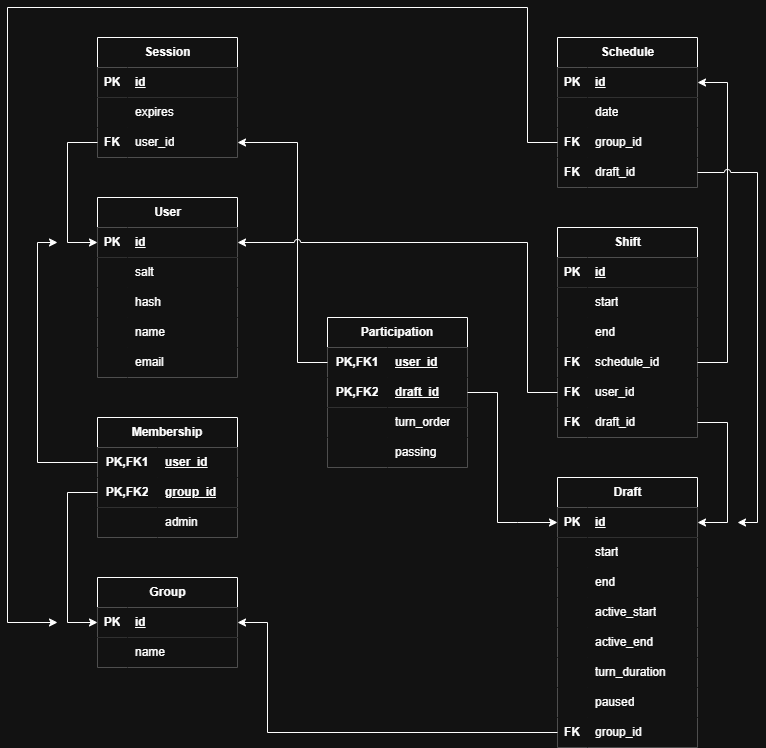 Session
PK id
expires
FK user_id
User
PK id
salt
hash
name
email
Membership
PK,FK1 user_id
PK,FK2 group_id
admin
Group
PK id
name
Participation
PK,FK1 user_id
PK,FK2 draft_id
turn_order
passing
Schedule
PK id
date
FK group_id
FK draft_id
Shift
PK id
start
end
FK schedule_id
FK user_id
FK draft_id
Draft
PK id
start
end
active_start
active_end
turn_duration
paused
FK group_id